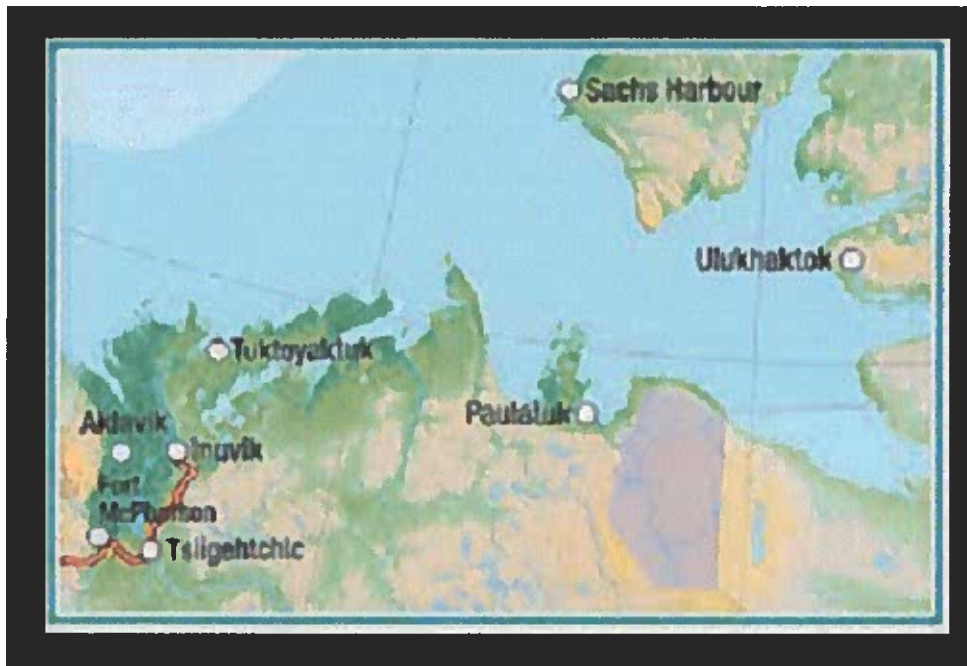 Sachs Harbour
Ulukhaktok
Tuktoyaktuk
Paulatuk
Aklavik
Inuvik
Fort
McPherson
Tsiigehtchic